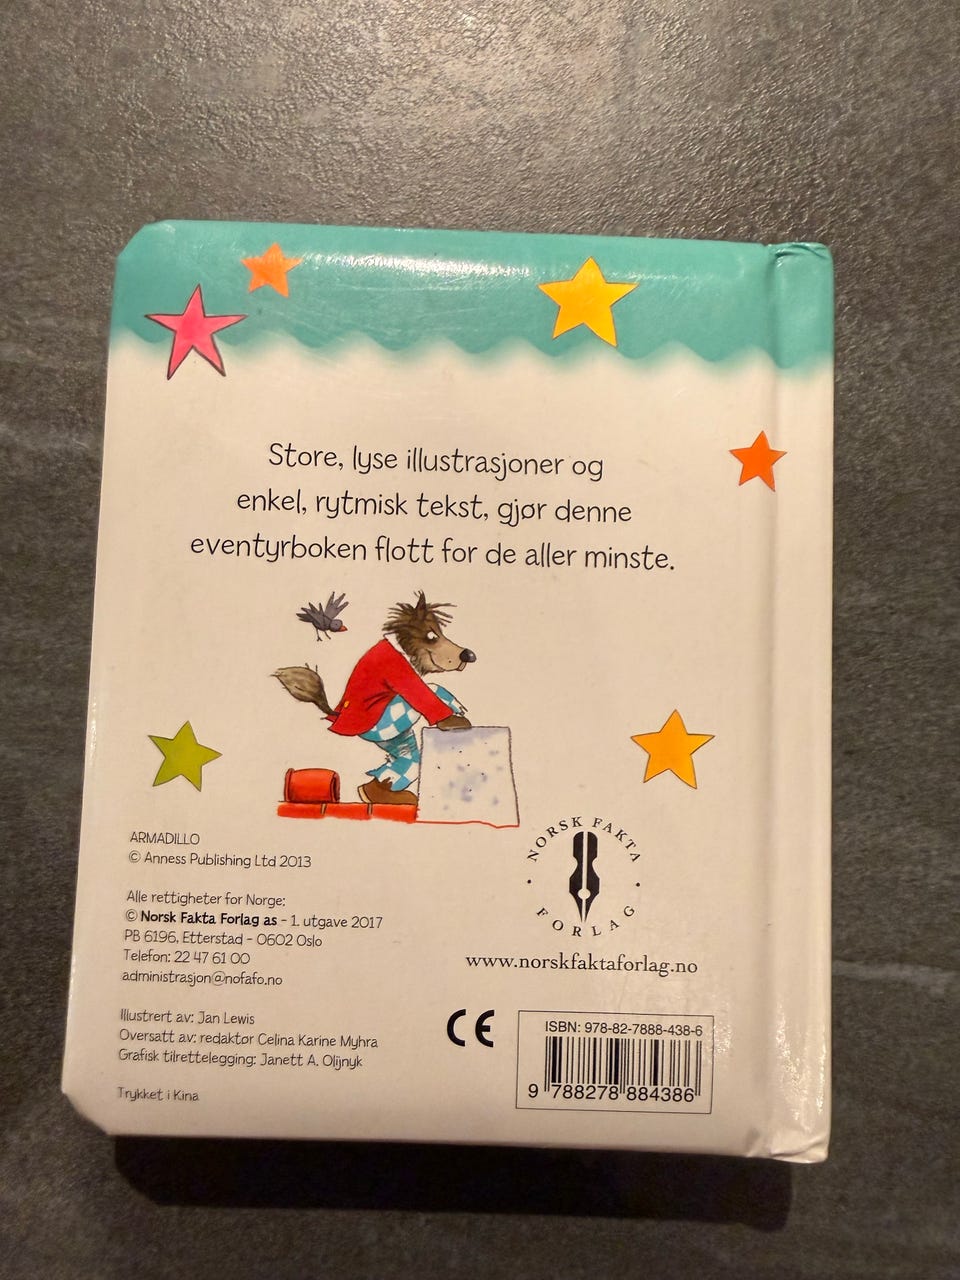 Store, lyse illustrasjoner og
enkel, rytmisk tekst, gjør denne
eventyrboken flott for de aller minste.
ARMADILLO
© Anness Publishing Ltd 2013
Alle rettigheter for Norge:
© Norsk Fakta Forlag as - 1. utgave 2017
PB 6196, Etterstad - 0602 Oslo
Telefon: 22 47 61 00
administrasjon@nofafo.no
Illustrert av: Jan Lewis
Oversatt av: redaktør Celina Karine Myhra
Grafisk tilrettelegging: Janett A. Olijnyk
Trykket i Kina
NORSK FAKTA
· FORLAG ·
www.norskfaktaforlag.no
CE
ISBN: 978-82-7888-438-6
9 788278 884386